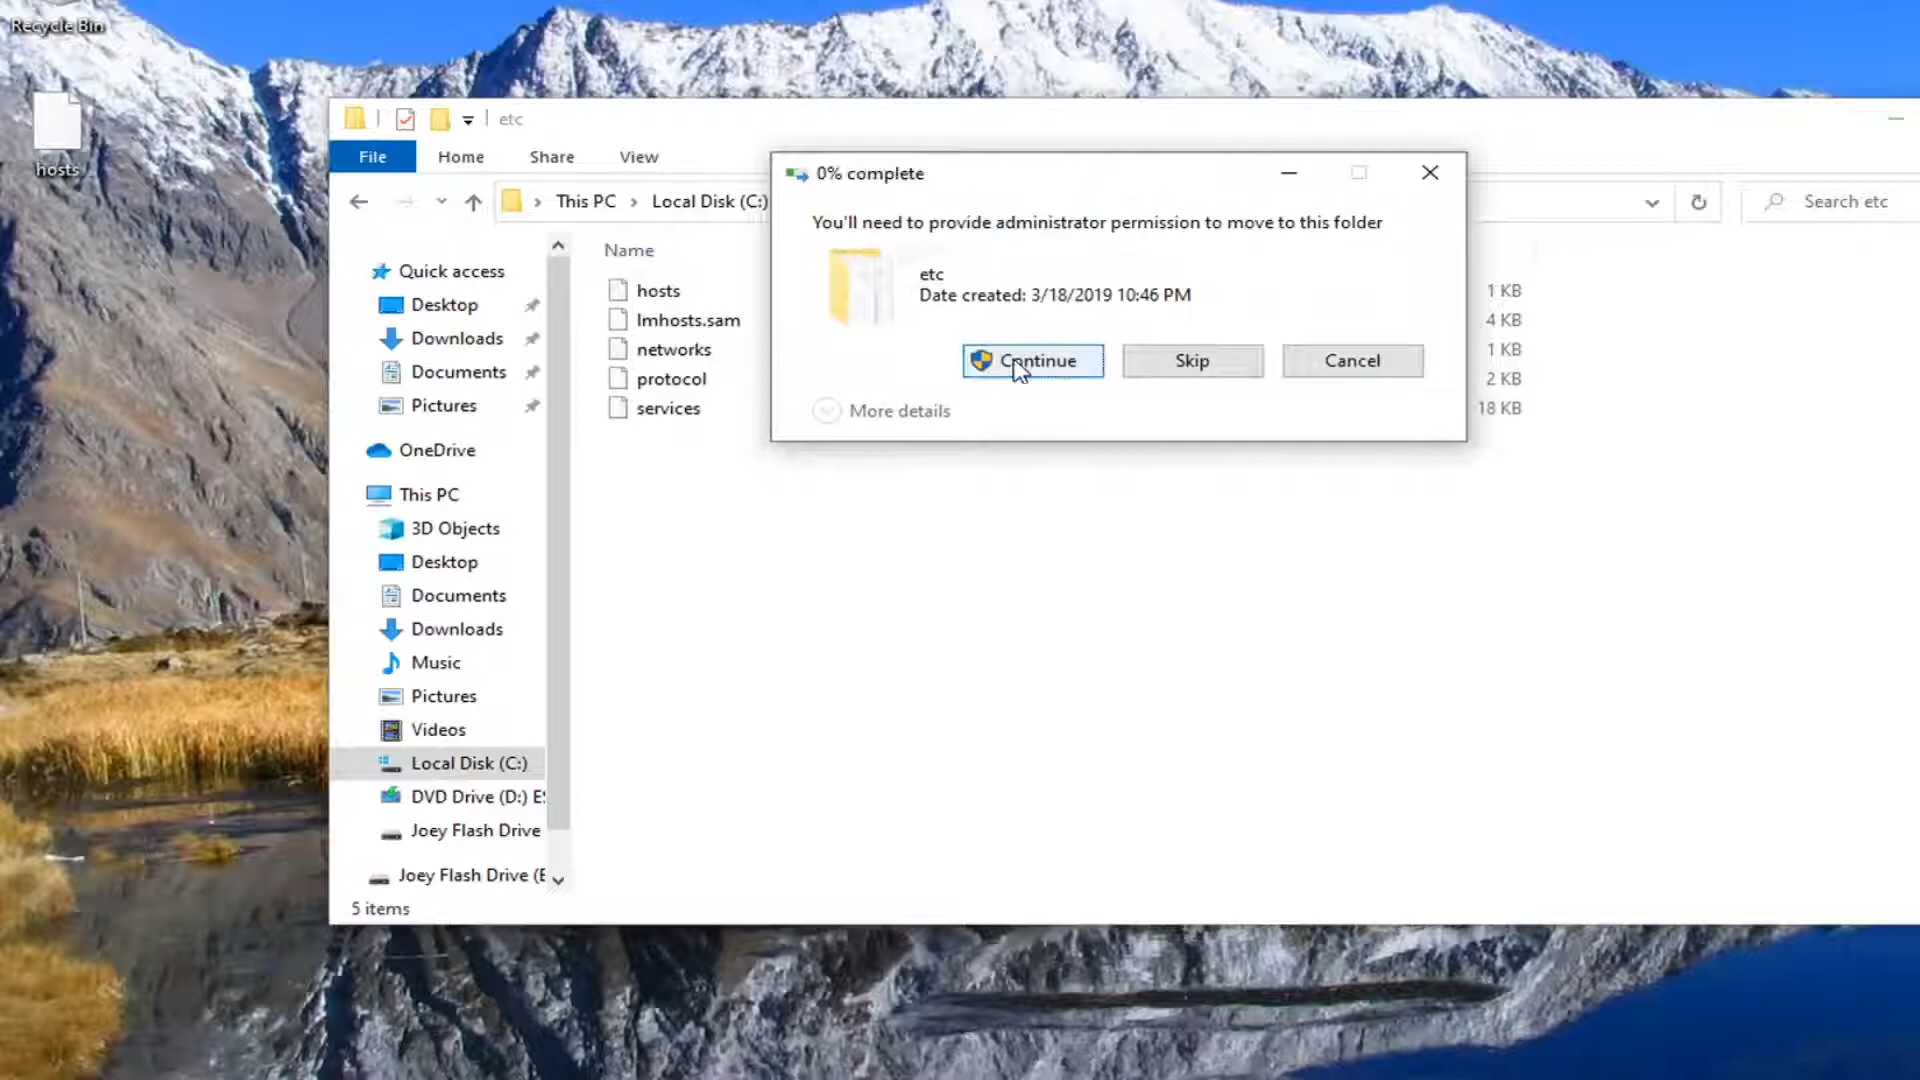 Recycle Bin
hosts
etc
File Home Share View
This PC Local Disk (C:)
Search etc
Quick access
Desktop
Downloads
Documents
Pictures
OneDrive
This PC
3D Objects
Desktop
Documents
Downloads
Music
Pictures
Videos
Local Disk (C:)
DVD Drive (D:) ES
Joey Flash Drive
Joey Flash Drive (E
5 items
Name
hosts 1 KB
lmhosts.sam 4 KB
networks 1 KB
protocol 2 KB
services 18 KB
0% complete
You'll need to provide administrator permission to move to this folder
etc
Date created: 3/18/2019 10:46 PM
Continue Skip Cancel
More details